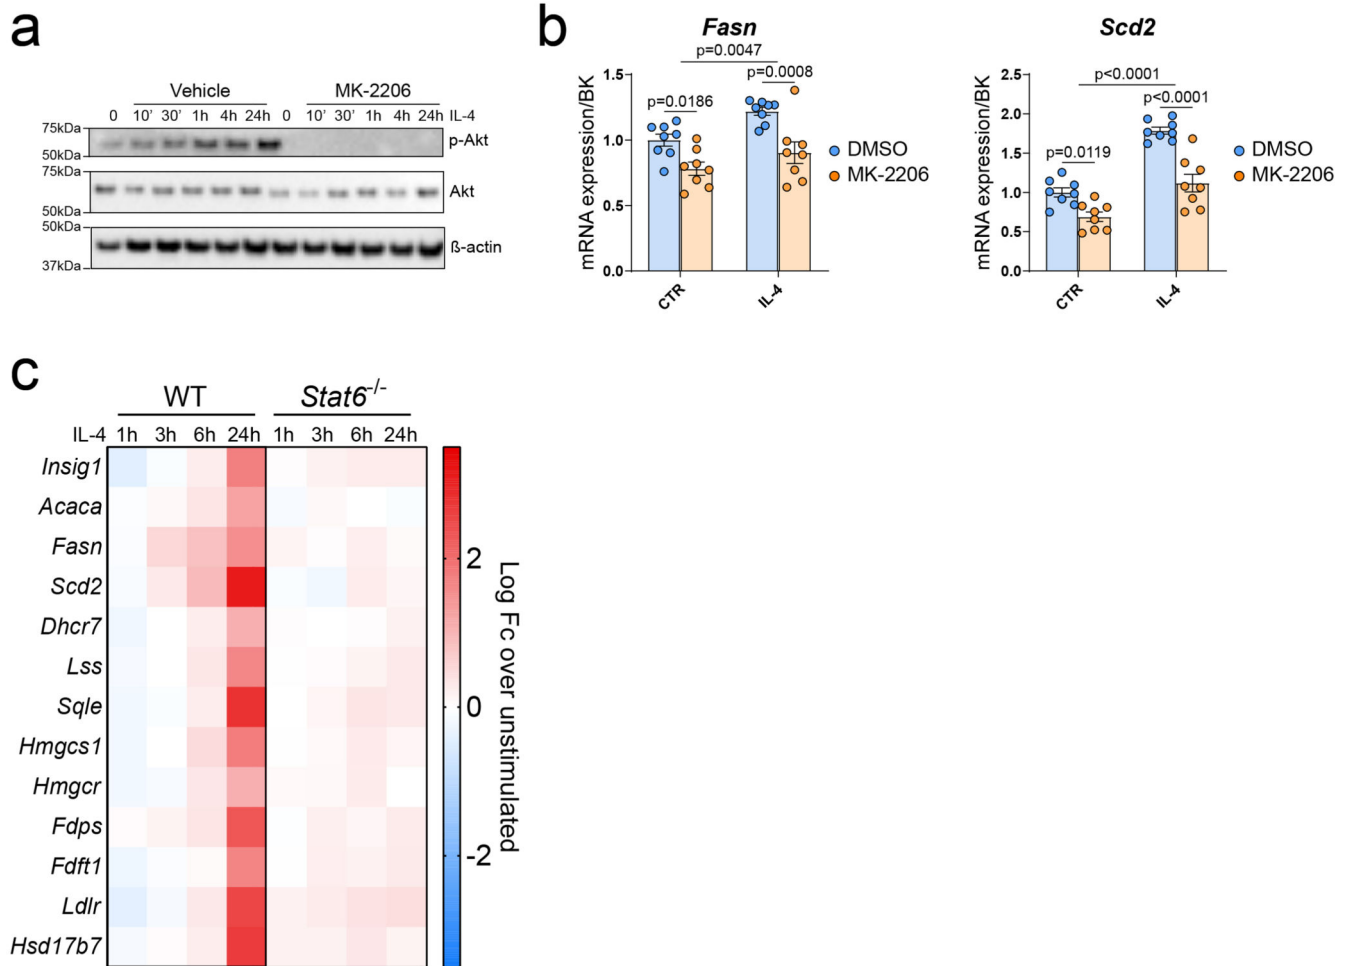 a
Vehicle MK-2206
0 10' 30' 1h 4h 24h 0 10' 30' 1h 4h 24h IL-4
75kDa
50kDa
p-Akt
75kDa
50kDa
Akt
50kDa
37kDa
ß-actin
b
Fasn
p=0.0047
p=0.0008
p=0.0186
mRNA expression/BK
1.5
1.0
0.5
0.0
CTR IL-4
DMSO
MK-2206
Scd2
p<0.0001
p<0.0001
p=0.0119
mRNA expression/BK
2.5
2.0
1.5
1.0
0.5
0.0
CTR IL-4
DMSO
MK-2206
c
WT Stat6-/-
IL-4 1h 3h 6h 24h 1h 3h 6h 24h
Insig1
Acaca
Fasn
Scd2
Dhcr7
Lss
Sqle
Hmgcs1
Hmgcr
Fdps
Fdft1
Ldlr
Hsd17b7
2
0
-2
Log Fc over unstimulated